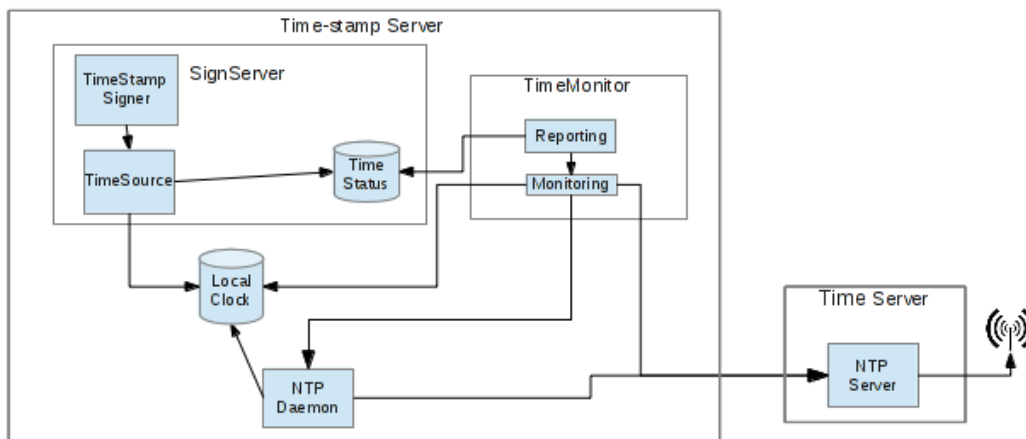 Time-stamp Server
SignServer
TimeStamp
Signer
TimeSource
Time
Status
TimeMonitor
Reporting
Monitoring
Local
Clock
NTP
Daemon
Time Server
NTP
Server